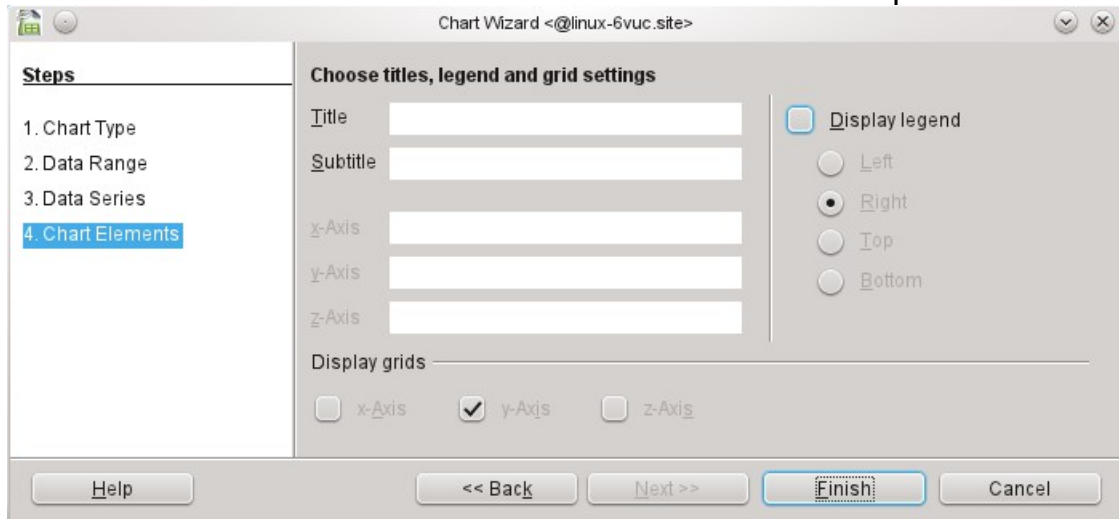 Chart Wizard <@linux-6vuc.site>
Steps
1. Chart Type
2. Data Range
3. Data Series
4. Chart Elements
Choose titles, legend and grid settings
Title
Subtitle
x-Axis
y-Axis
z-Axis
Display legend
Left
Right
Top
Bottom
Display grids
x-Axis y-Axis z-Axis
Help << Back Next >> Finish Cancel